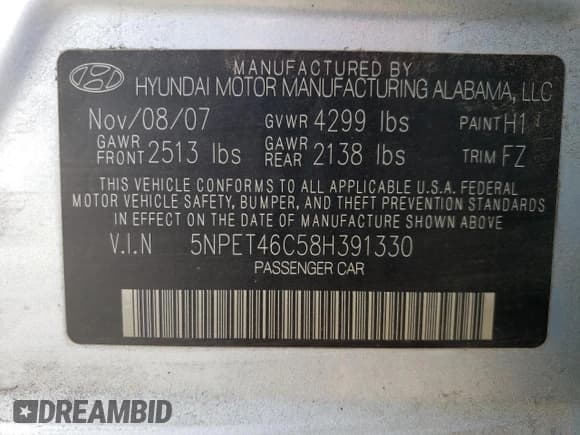 MANUFACTURED BY
HYUNDAI MOTOR MANUFACTURING ALABAMA, LLC
Nov/08/07 GVWR 4299 lbs PAINT H1
GAWR FRONT 2513 lbs GAWR REAR 2138 lbs TRIM FZ
THIS VEHICLE CONFORMS TO ALL APPLICABLE U.S.A. FEDERAL
MOTOR VEHICLE SAFETY, BUMPER, AND THEFT PREVENTION STANDARDS
IN EFFECT ON THE DATE OF MANUFACTURE SHOWN ABOVE
V.I.N 5NPET46C58H391330
PASSENGER CAR
DREAMBID